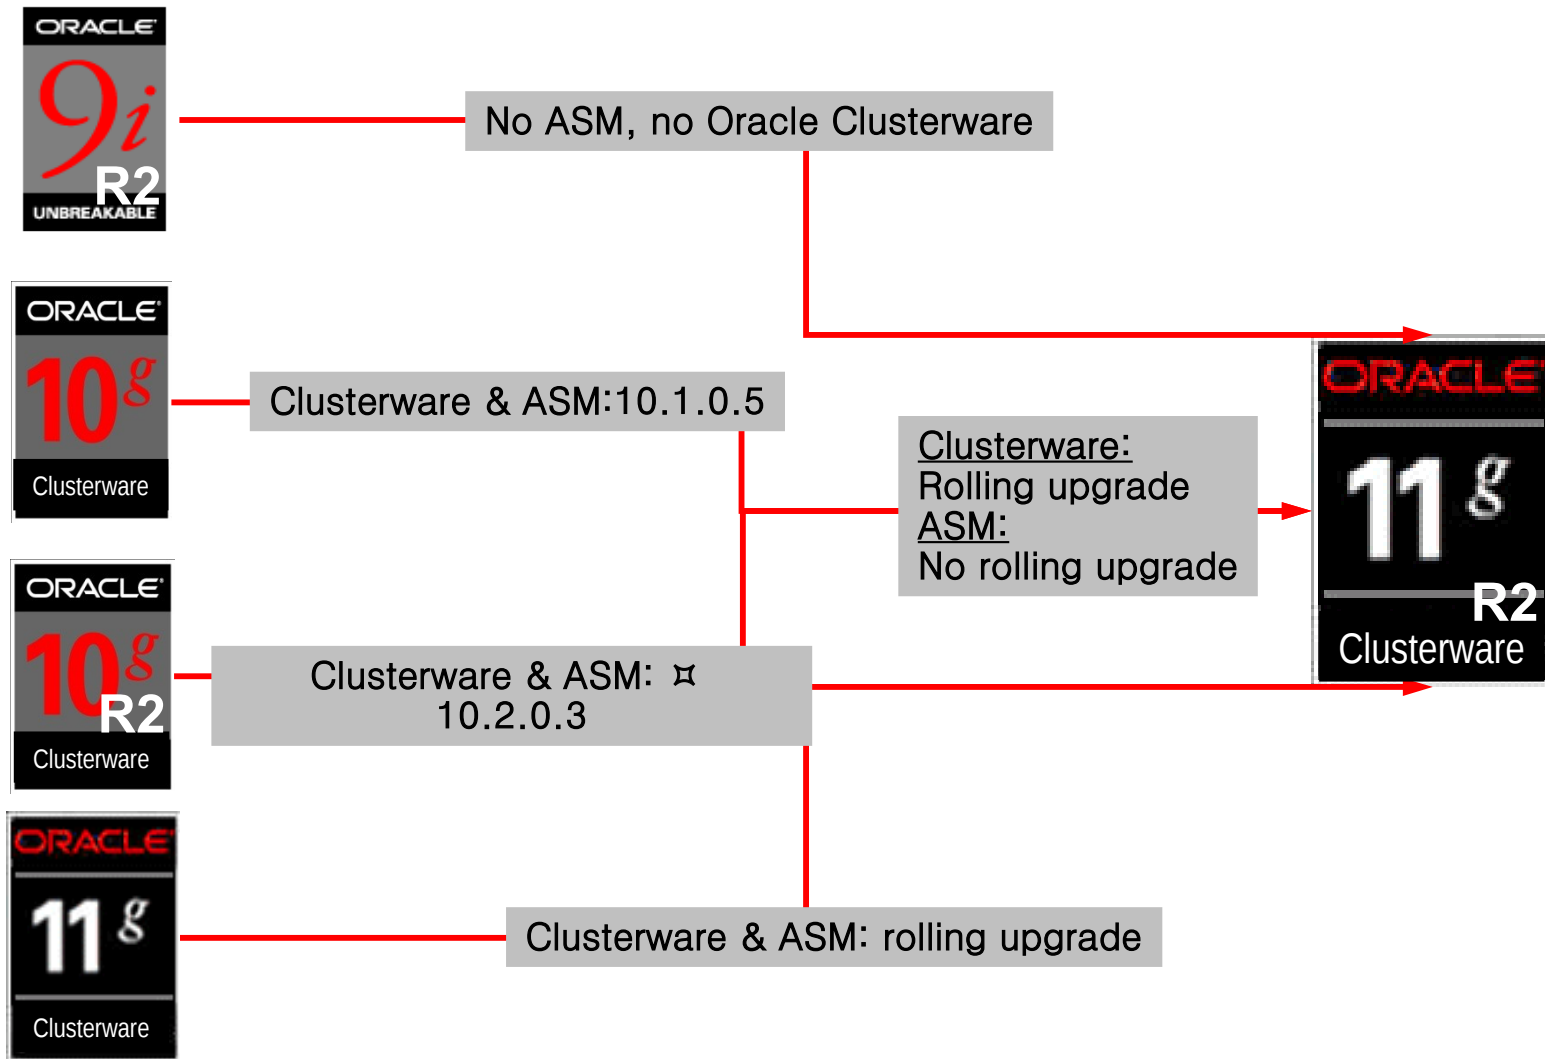 ORACLE
9i
R2
UNBREAKABLE
No ASM, no Oracle Clusterware
ORACLE
10g
Clusterware
Clusterware & ASM:10.1.0.5
Clusterware:
Rolling upgrade
ASM:
No rolling upgrade
ORACLE
11g
R2
Clusterware
ORACLE
10g
R2
Clusterware
Clusterware & ASM: ¤
10.2.0.3
ORACLE
11g
Clusterware
Clusterware & ASM: rolling upgrade